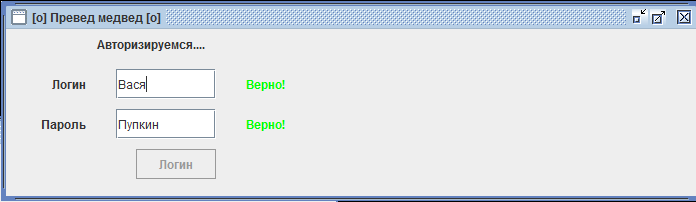 [o] Превед медвед [o]
Авторизируемся....
Логин Вася Верно!
Пароль Пупкин Верно!
Логин